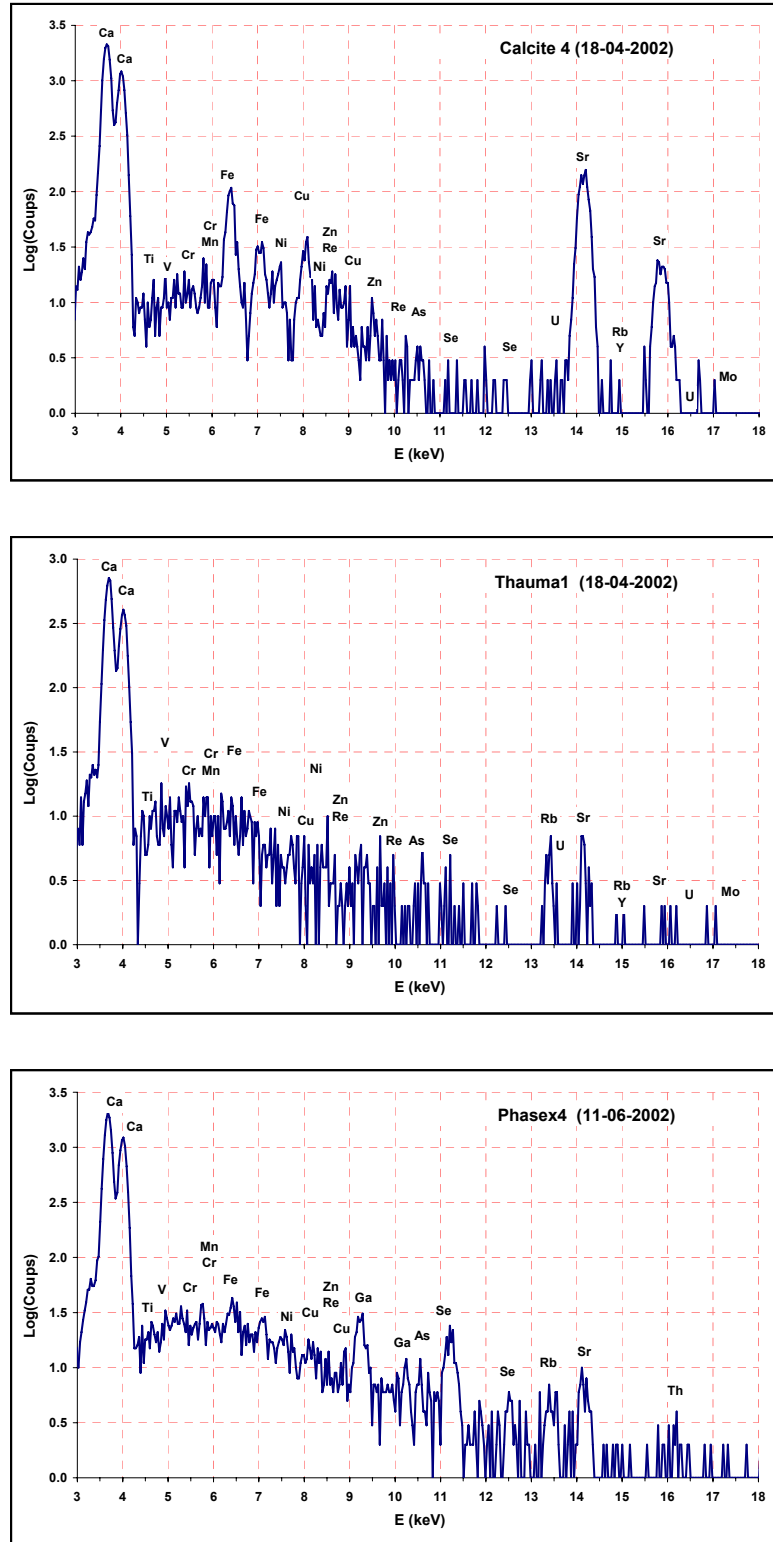 Calcite 4 (18-04-2002)
Log(Coups)
3.5
3.0
2.5
2.0
1.5
1.0
0.5
0.0
Ca
Ca
Ti
V
Cr
Cr
Mn
Fe
Fe
Ni
Cu
Ni
Zn
Re
Cu
Zn
Re
As
Se
Se
U
Sr
Rb
Y
Sr
U
Mo
3 4 5 6 7 8 9 10 11 12 13 14 15 16 17 18
E (keV)
Thauma1 (18-04-2002)
Log(Coups)
3.0
2.5
2.0
1.5
1.0
0.5
0.0
Ca
Ca
Ti
V
Cr
Cr
Mn
Fe
Fe
Ni
Cu
Ni
Zn
Re
Zn
Re
As
Se
Se
Rb
U
Sr
Rb
Y
Sr
U
Mo
3 4 5 6 7 8 9 10 11 12 13 14 15 16 17 18
E (keV)
Phasex4 (11-06-2002)
Log(Coups)
3.5
3.0
2.5
2.0
1.5
1.0
0.5
0.0
Ca
Ca
Ti
V
Cr
Mn
Cr
Fe
Fe
Ni
Cu
Zn
Re
Cu
Ga
Ga
As
Se
Se
Rb
Sr
Th
3 4 5 6 7 8 9 10 11 12 13 14 15 16 17 18
E (keV)